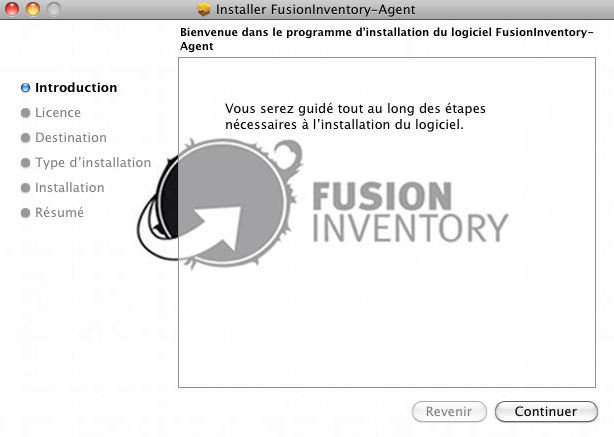 Installer FusionInventory-Agent
Bienvenue dans le programme d'installation du logiciel FusionInventory-
Agent
Introduction
Licence
Destination
Type d'installation
Installation
Résumé
Vous serez guidé tout au long des étapes
nécessaires à l'installation du logiciel.
FUSION
INVENTORY
Revenir
Continuer